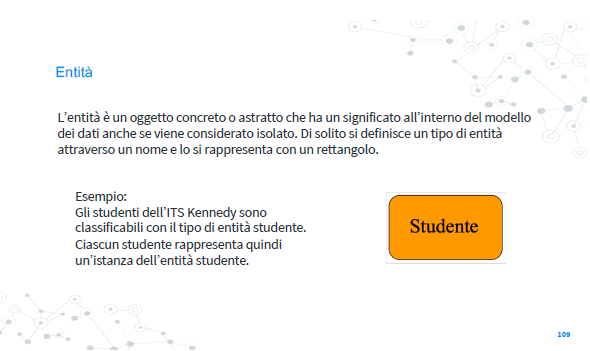 Entità
L'entità è un oggetto concreto o astratto che ha un significato all'interno del modello
dei dati anche se viene considerato isolato. Di solito si definisce un tipo di entità
attraverso un nome e lo si rappresenta con un rettangolo.
Esempio:
Gli studenti dell'ITS Kennedy sono
classificabili con il tipo di entità studente.
Ciascun studente rappresenta quindi
un'istanza dell'entità studente.
Studente
109